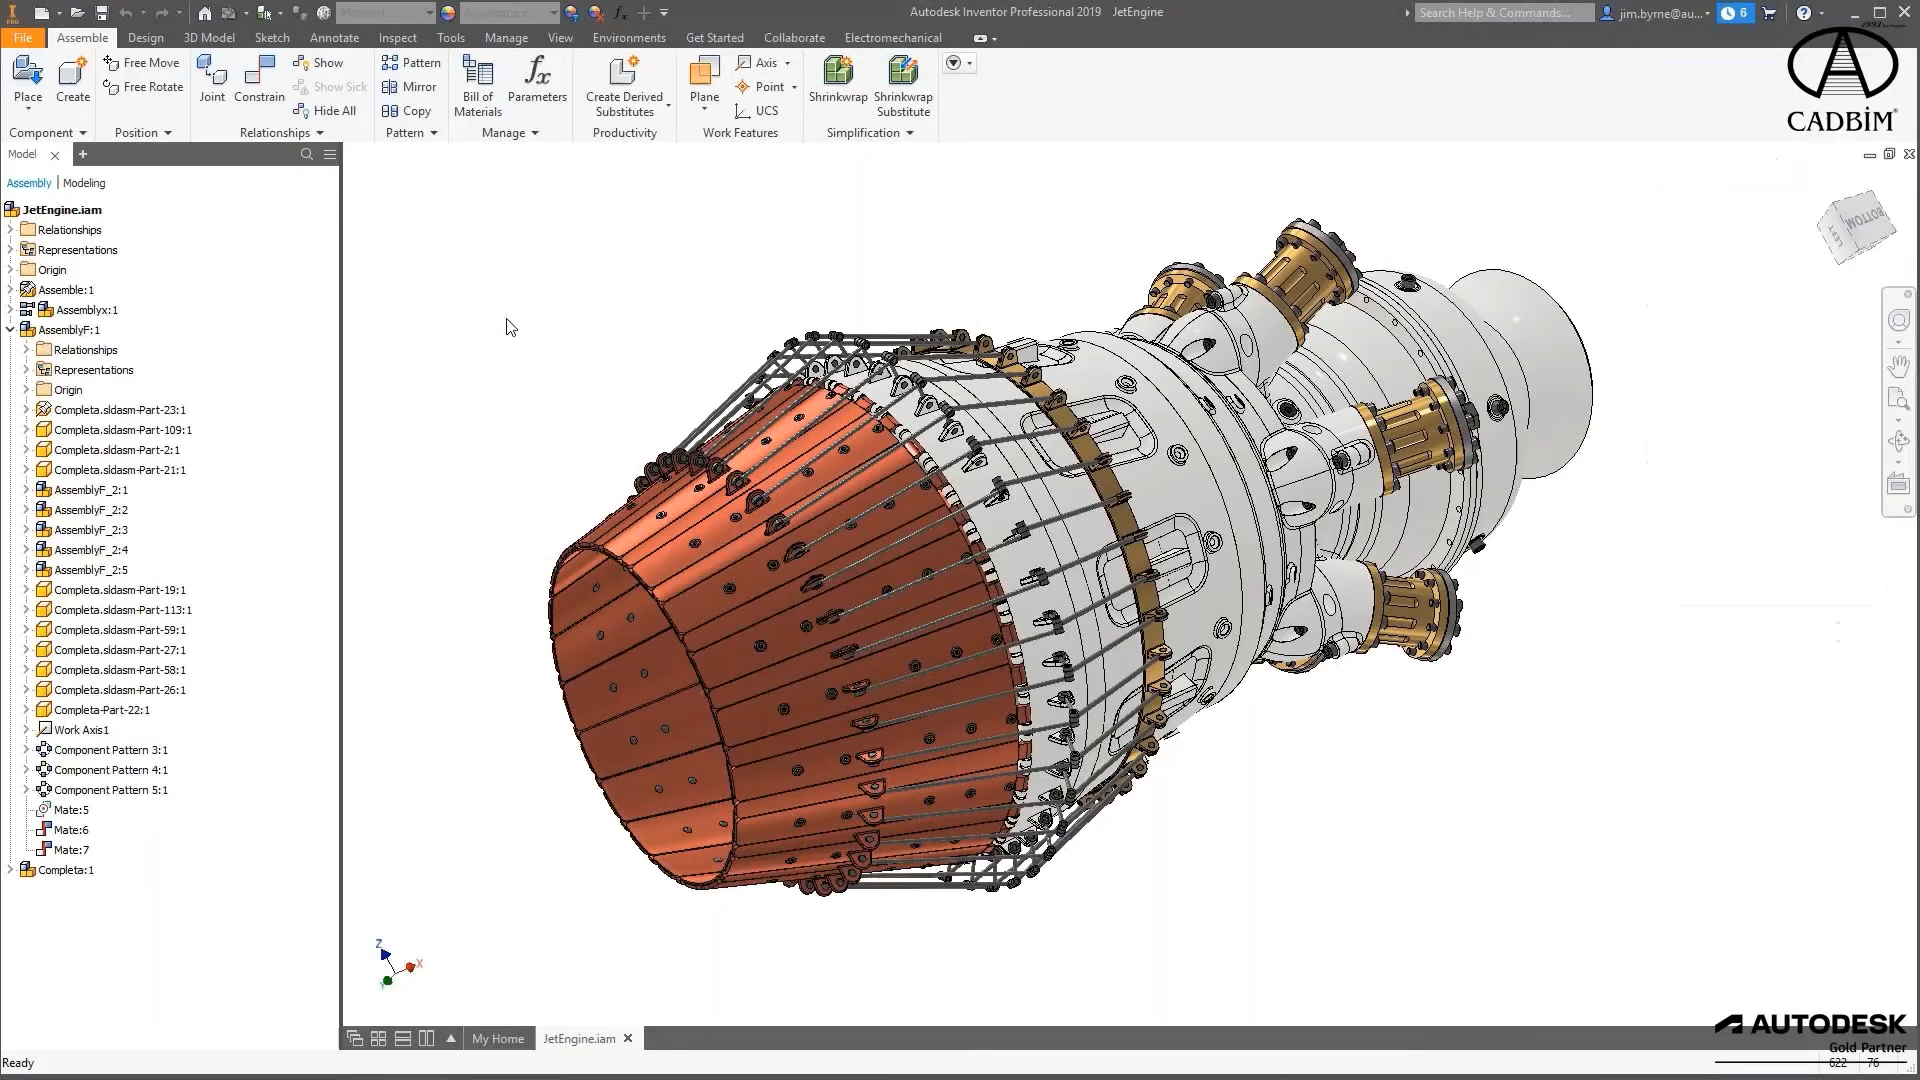 Autodesk Inventor Professional 2019 JetEngine
Search Help & Commands...
jim.byrne@au...
6
PRO
File Assemble Design 3D Model Sketch Annotate Inspect Tools Manage View Environments Get Started Collaborate Electromechanical
Place
Create
Component
Free Move
Free Rotate
Position
Joint
Constrain
Show
Show Sick
Hide All
Relationships
Pattern
Mirror
Copy
Pattern
Bill of
Materials
Parameters
Manage
Create Derived
Substitutes
Productivity
Plane
Axis
Point
UCS
Work Features
Shrinkwrap
Shrinkwrap
Substitute
Simplification
CADBİM
Model
Assembly | Modeling
JetEngine.iam
Relationships
Representations
Origin
Assemble:1
Assemblyx:1
AssemblyF:1
Relationships
Representations
Origin
Completa.sldasm-Part-23:1
Completa.sldasm-Part-109:1
Completa.sldasm-Part-2:1
Completa.sldasm-Part-21:1
AssemblyF_2:1
AssemblyF_2:2
AssemblyF_2:3
AssemblyF_2:4
AssemblyF_2:5
Completa.sldasm-Part-19:1
Completa.sldasm-Part-113:1
Completa.sldasm-Part-59:1
Completa.sldasm-Part-27:1
Completa.sldasm-Part-58:1
Completa.sldasm-Part-26:1
Completa-Part-22:1
Work Axis1
Component Pattern 3:1
Component Pattern 4:1
Component Pattern 5:1
Mate:5
Mate:6
Mate:7
Completa:1
BOTTOM
LEFT
Z
X
Y
My Home
JetEngine.iam
AUTODESK
Gold Partner
Ready
622 76